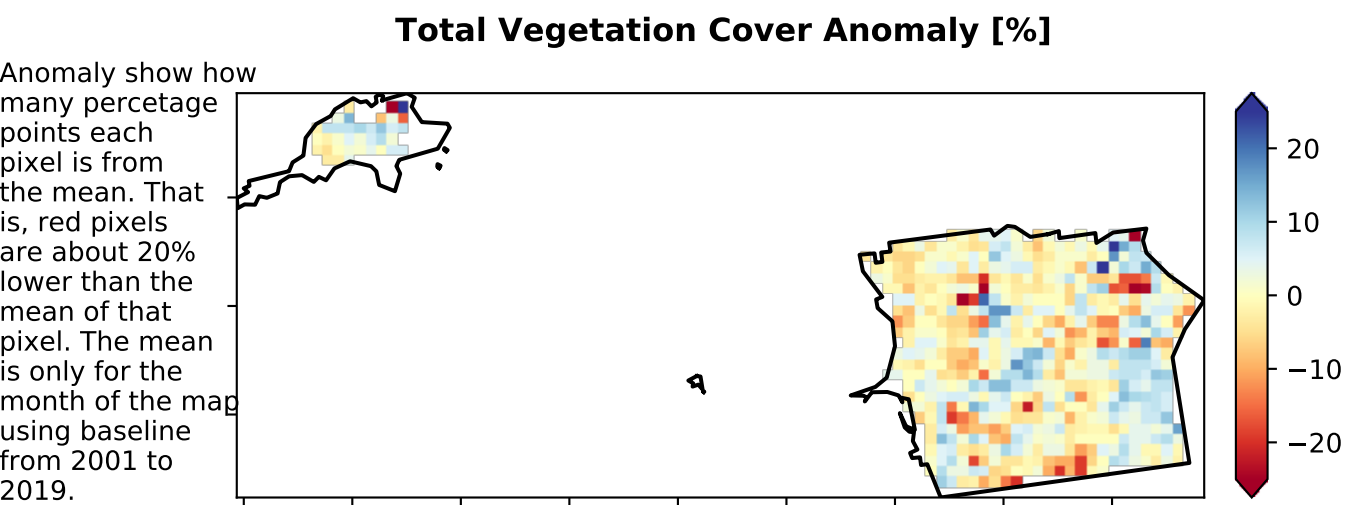 Total Vegetation Cover Anomaly [%]
Anomaly show how
many percetage
points each
pixel is from
the mean. That
is, red pixels
are about 20%
lower than the
mean of that
pixel. The mean
is only for the
month of the map
using baseline
from 2001 to
2019.
20
10
0
−10
−20